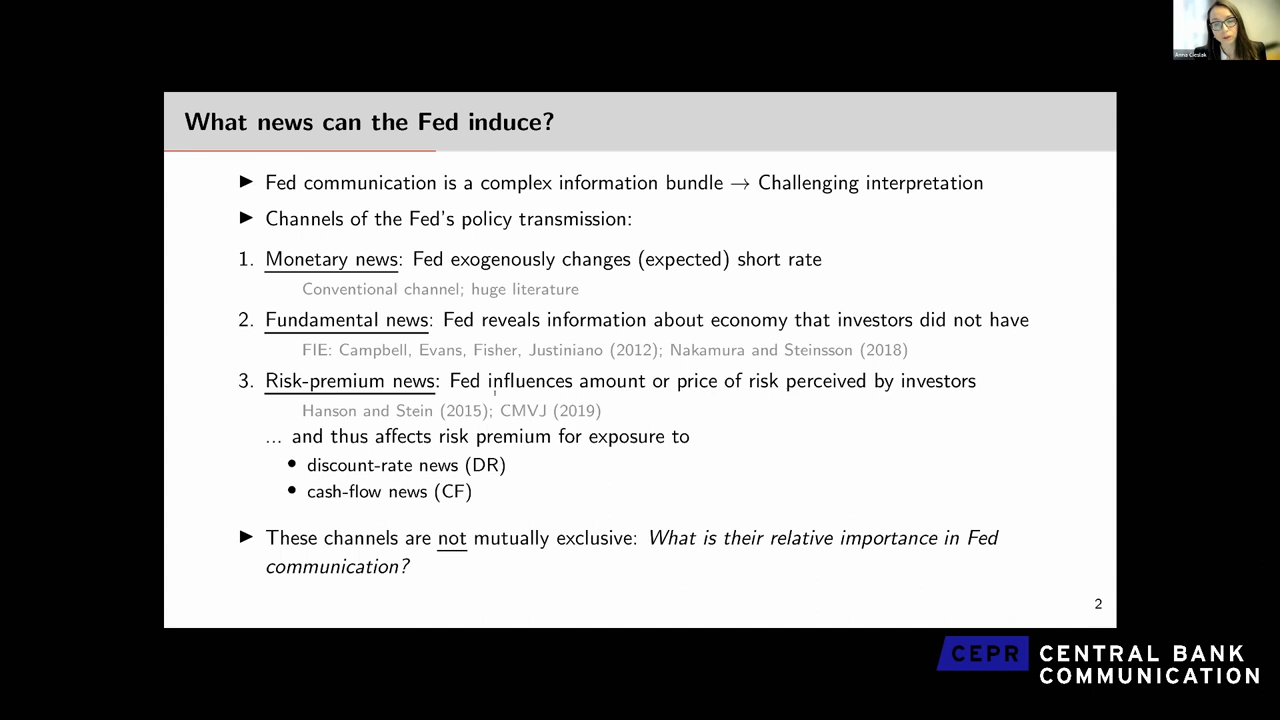 Anna Cieslak
What news can the Fed induce?
► Fed communication is a complex information bundle → Challenging interpretation
► Channels of the Fed's policy transmission:
1. Monetary news: Fed exogenously changes (expected) short rate
Conventional channel; huge literature
2. Fundamental news: Fed reveals information about economy that investors did not have
FIE: Campbell, Evans, Fisher, Justiniano (2012); Nakamura and Steinsson (2018)
3. Risk-premium news: Fed influences amount or price of risk perceived by investors
Hanson and Stein (2015); CMVJ (2019)
... and thus affects risk premium for exposure to
• discount-rate news (DR)
• cash-flow news (CF)
► These channels are not mutually exclusive: What is their relative importance in Fed
communication?
2
CEPR CENTRAL BANK
COMMUNICATION